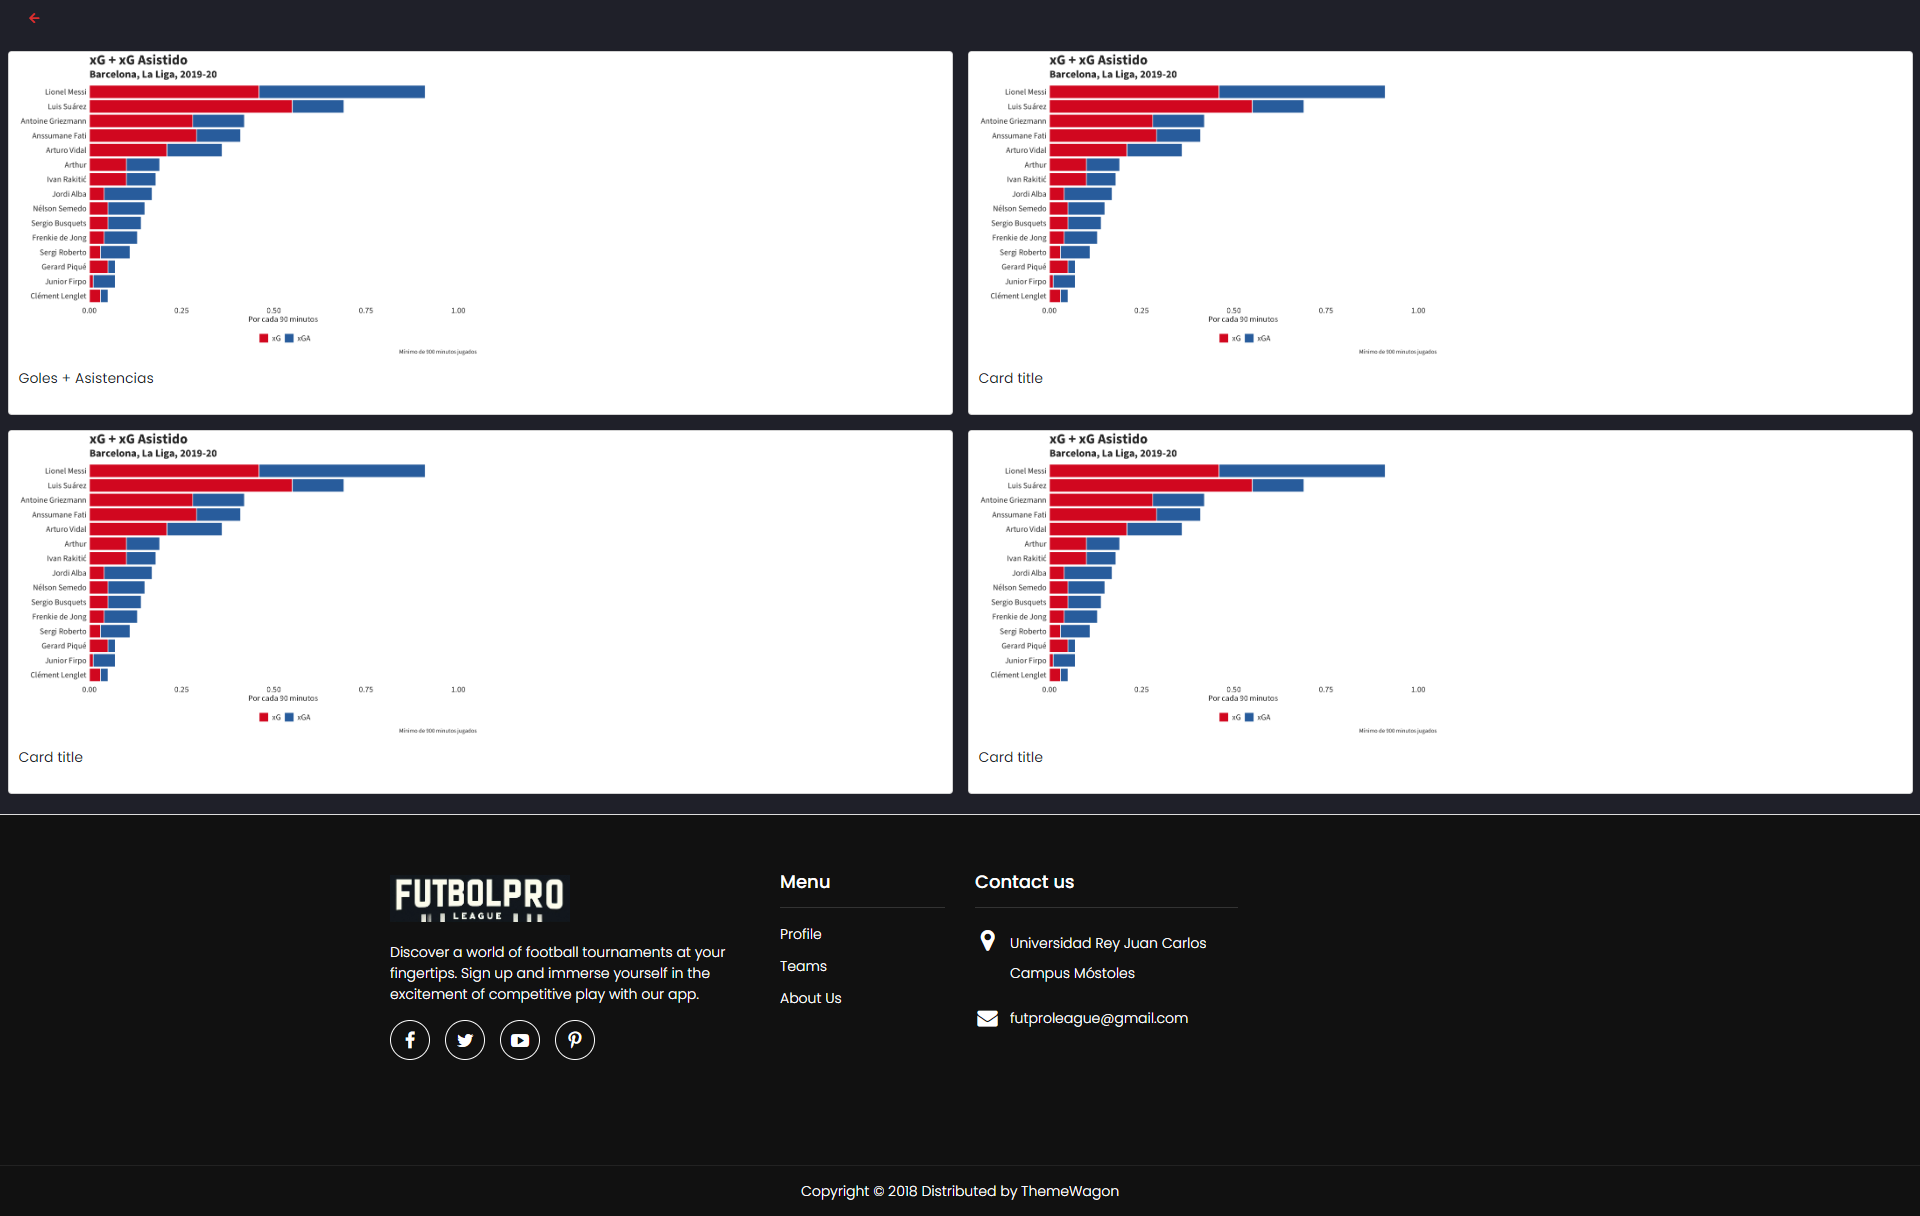 xG + xG Asistido
Barcelona, La Liga, 2019-20
Lionel Messi
Luis Suárez
Antoine Griezmann
Anssumane Fati
Arturo Vidal
Arthur
Ivan Rakitić
Jordi Alba
Nélson Semedo
Sergio Busquets
Frenkie de Jong
Sergi Roberto
Gerard Piqué
Junior Firpo
Clément Lenglet
0.00 0.25 0.50 0.75 1.00
Por cada 90 minutos
xG xGA
Mínimo de 900 minutos jugados
Goles + Asistencias
xG + xG Asistido
Barcelona, La Liga, 2019-20
Lionel Messi
Luis Suárez
Antoine Griezmann
Anssumane Fati
Arturo Vidal
Arthur
Ivan Rakitić
Jordi Alba
Nélson Semedo
Sergio Busquets
Frenkie de Jong
Sergi Roberto
Gerard Piqué
Junior Firpo
Clément Lenglet
0.00 0.25 0.50 0.75 1.00
Por cada 90 minutos
xG xGA
Mínimo de 900 minutos jugados
Card title
xG + xG Asistido
Barcelona, La Liga, 2019-20
Lionel Messi
Luis Suárez
Antoine Griezmann
Anssumane Fati
Arturo Vidal
Arthur
Ivan Rakitić
Jordi Alba
Nélson Semedo
Sergio Busquets
Frenkie de Jong
Sergi Roberto
Gerard Piqué
Junior Firpo
Clément Lenglet
0.00 0.25 0.50 0.75 1.00
Por cada 90 minutos
xG xGA
Mínimo de 900 minutos jugados
Card title
xG + xG Asistido
Barcelona, La Liga, 2019-20
Lionel Messi
Luis Suárez
Antoine Griezmann
Anssumane Fati
Arturo Vidal
Arthur
Ivan Rakitić
Jordi Alba
Nélson Semedo
Sergio Busquets
Frenkie de Jong
Sergi Roberto
Gerard Piqué
Junior Firpo
Clément Lenglet
0.00 0.25 0.50 0.75 1.00
Por cada 90 minutos
xG xGA
Mínimo de 900 minutos jugados
Card title
FUTBOLPRO
LEAGUE
Discover a world of football tournaments at your
fingertips. Sign up and immerse yourself in the
excitement of competitive play with our app.
Menu
Profile
Teams
About Us
Contact us
Universidad Rey Juan Carlos
Campus Móstoles
futproleague@gmail.com
Copyright © 2018 Distributed by ThemeWagon